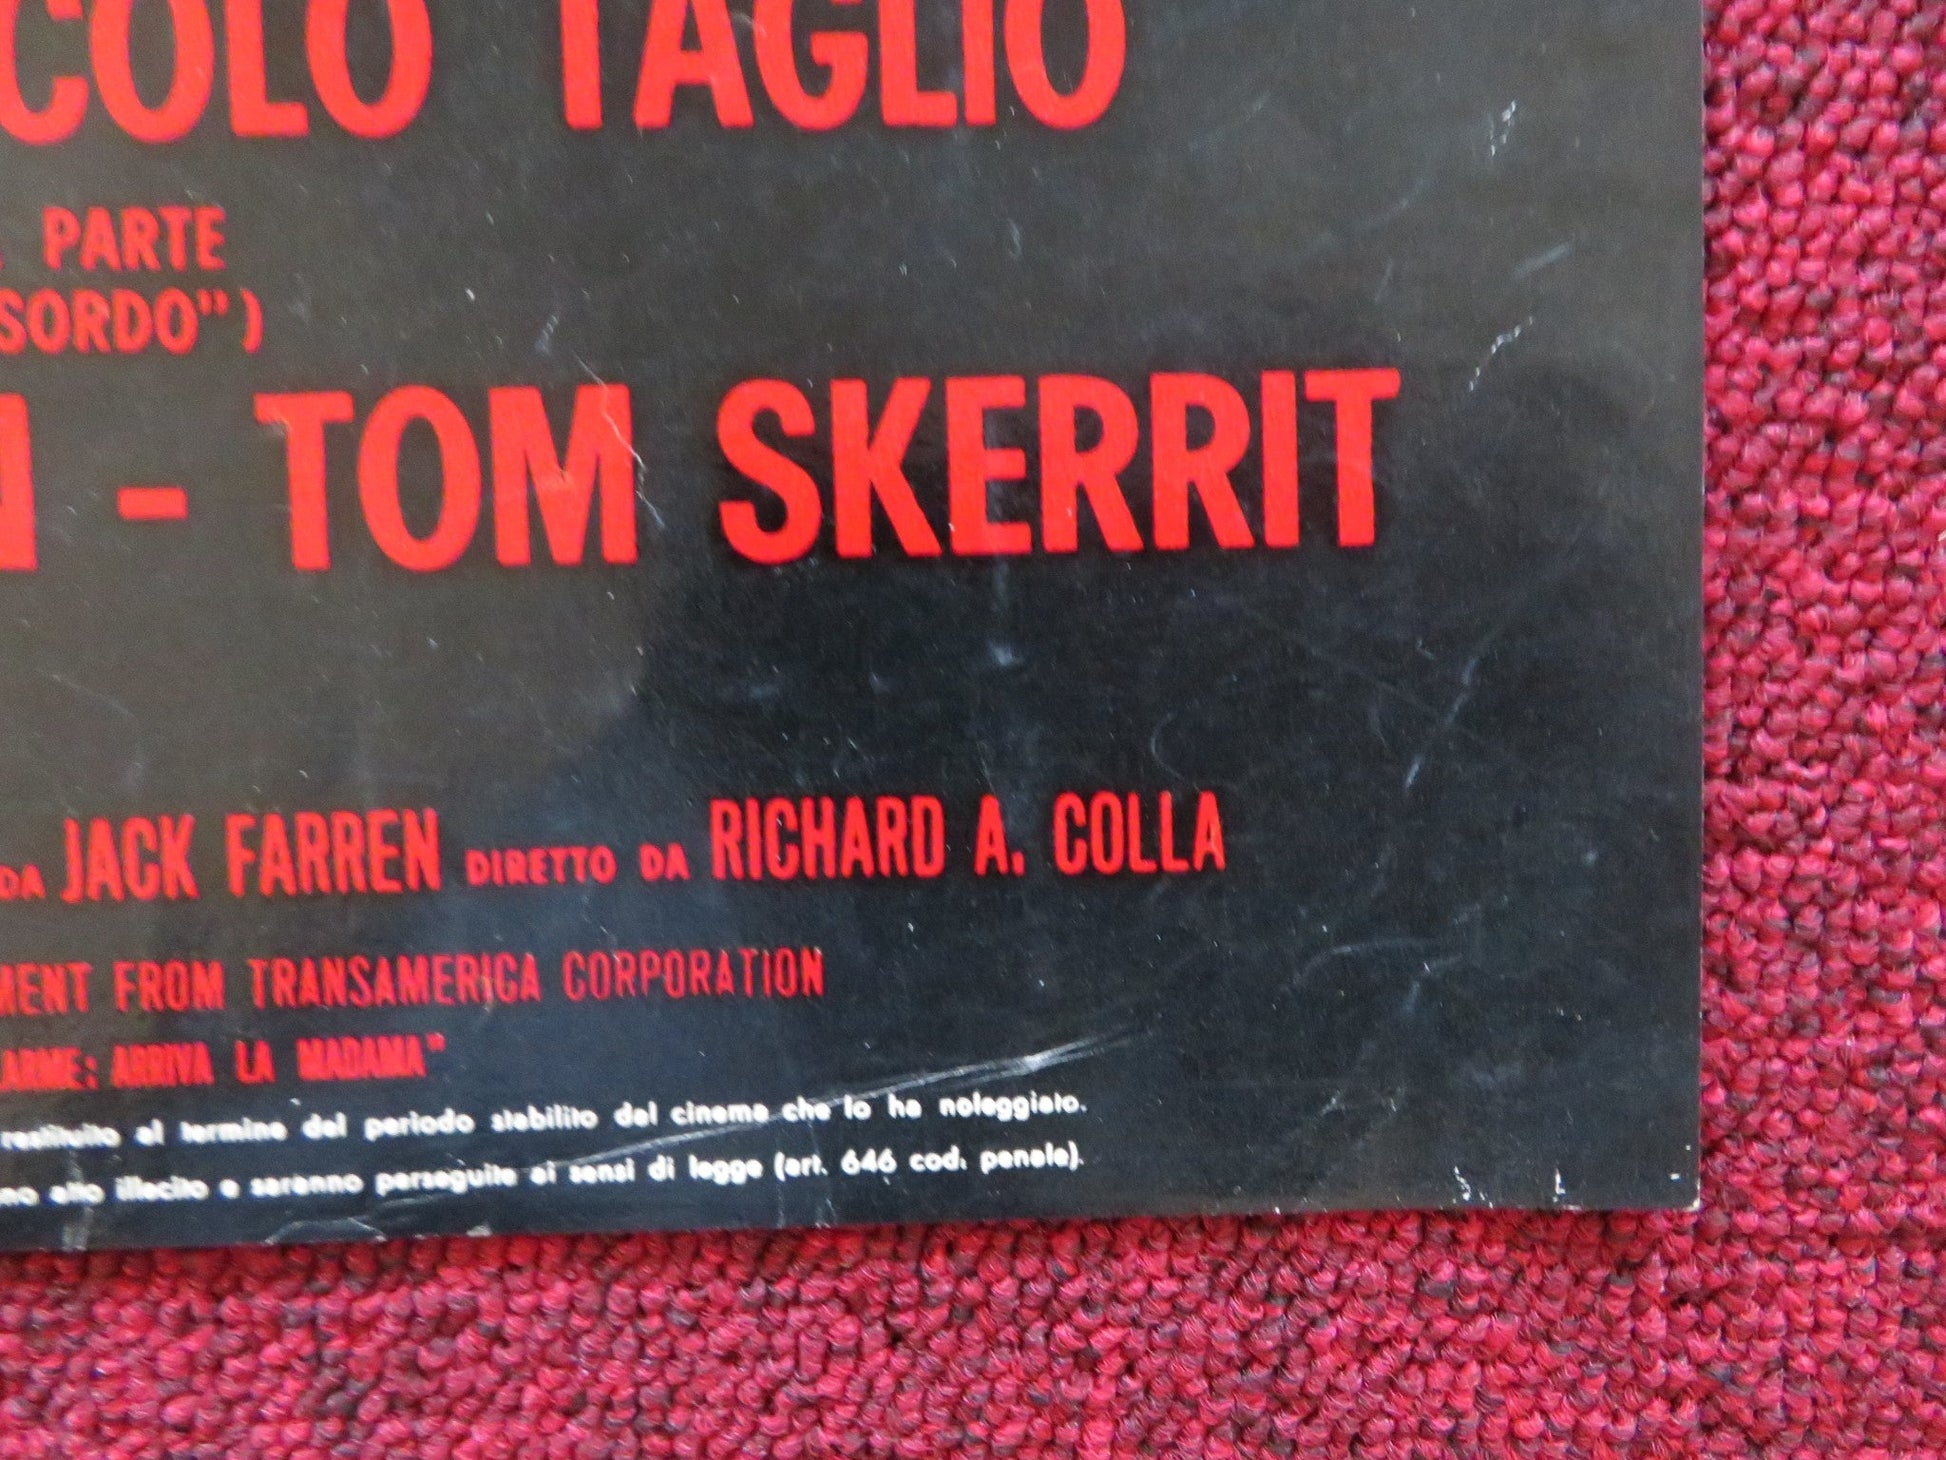 COLO TAGLIO
PARTE
SORDO")
N - TOM SKERRIT
DA JACK FARREN DIRETTO DA RICHARD A. COLLA
MENT FROM TRANSAMERICA CORPORATION
LARME: ARRIVA LA MADAMA"
restituito al termine del periodo stabilito dal cinema che lo ha noleggiato.
no atto illecito e saranno perseguite ai sensi di legge (art. 646 cod. penale).